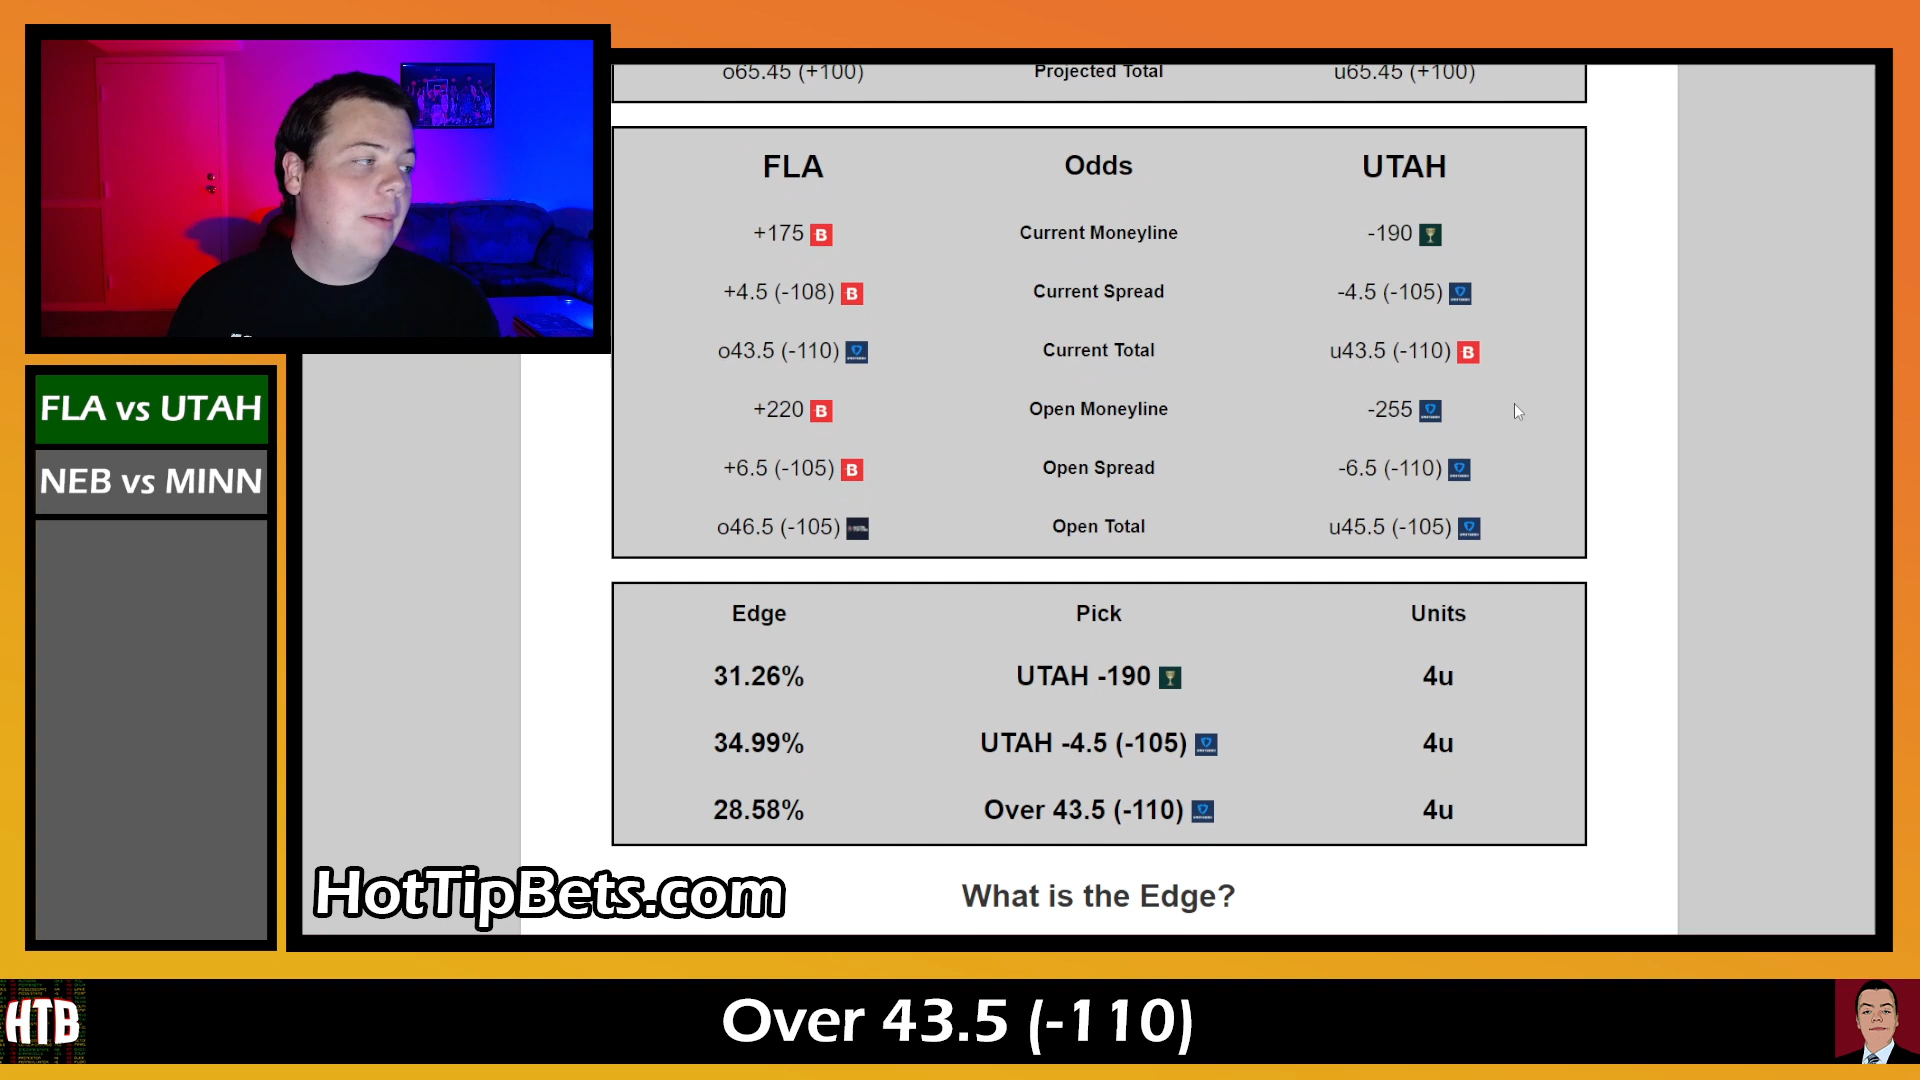 o65.45 (+100) Projected Total u65.45 (+100)
FLA Odds UTAH
+175 B Current Moneyline -190
+4.5 (-108) B Current Spread -4.5 (-105)
o43.5 (-110) Current Total u43.5 (-110) B
+220 B Open Moneyline -255
+6.5 (-105) B Open Spread -6.5 (-110)
o46.5 (-105) Open Total u45.5 (-105)
Edge Pick Units
31.26% UTAH -190 4u
34.99% UTAH -4.5 (-105) 4u
28.58% Over 43.5 (-110) 4u
What is the Edge?
FLA vs UTAH
NEB vs MINN
HotTipBets.com
HTB
Over 43.5 (-110)